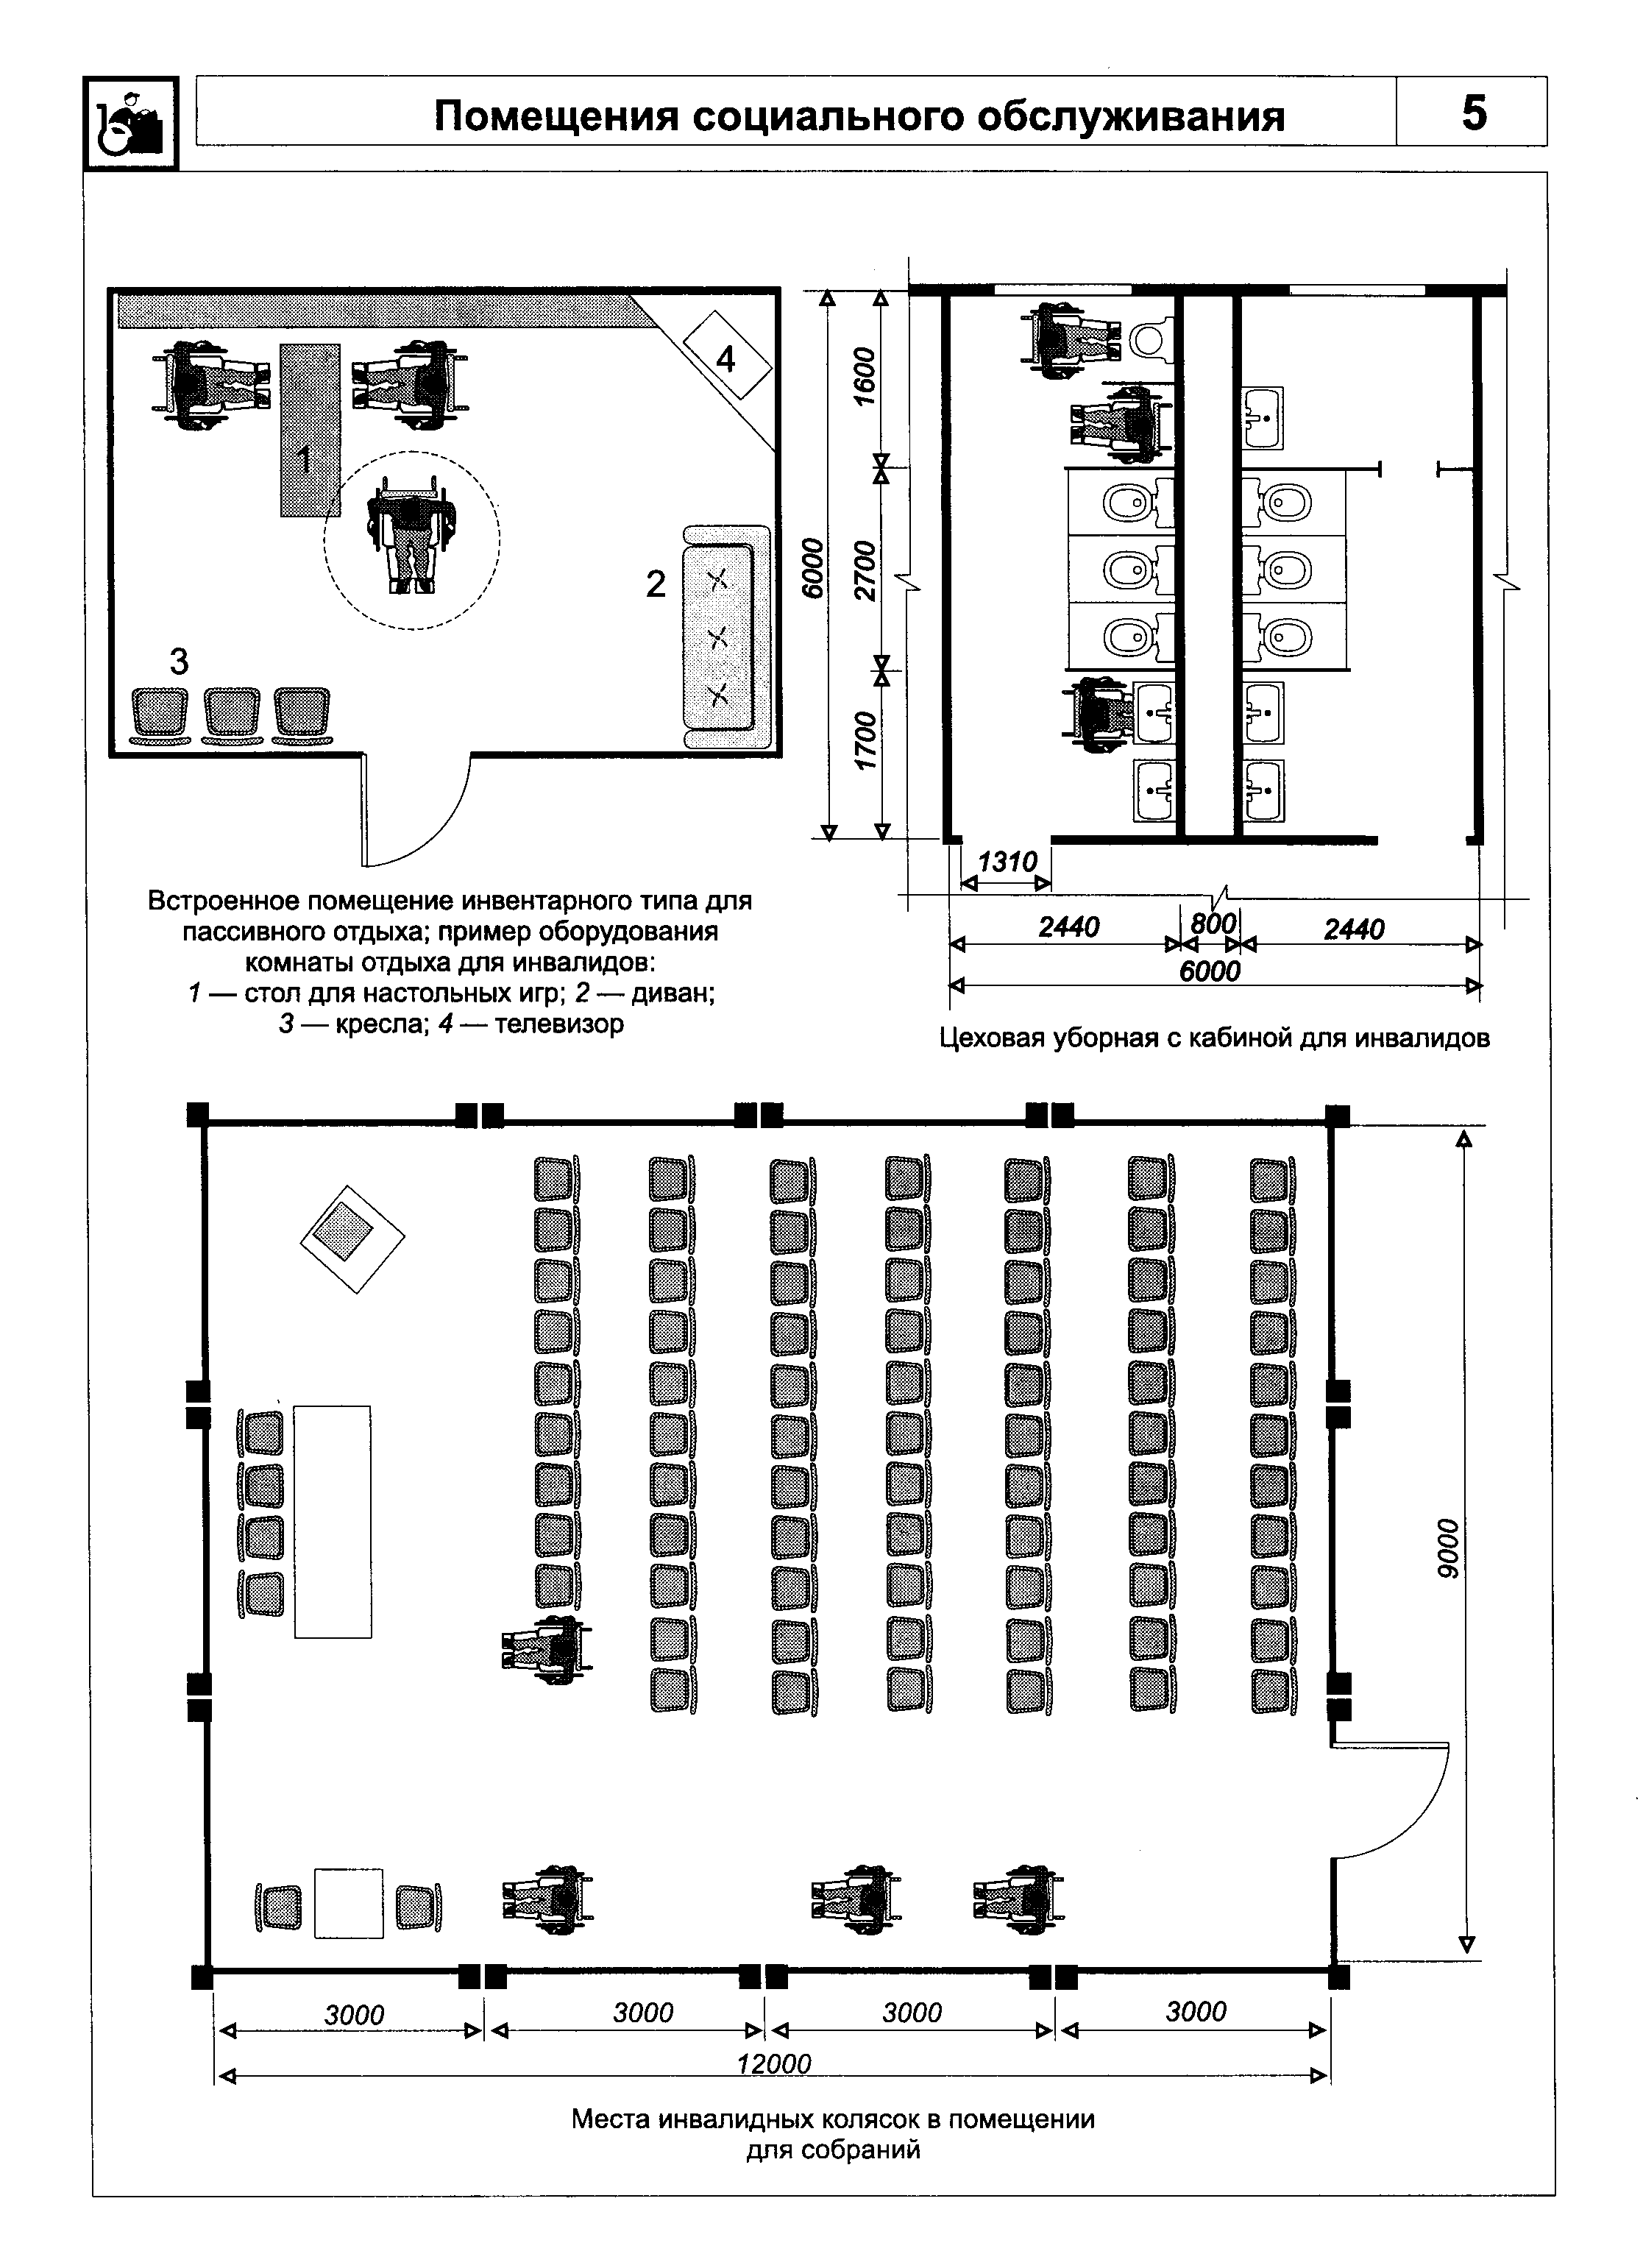 Помещения социального обслуживания
5
4
1
2
3
6000
1600
2700
1700
1310
2440
800
2440
6000
Встроенное помещение инвентарного типа для
пассивного отдыха; пример оборудования
комнаты отдыха для инвалидов:
1 — стол для настольных игр; 2 — диван;
3 — кресла; 4 — телевизор
Цеховая уборная с кабиной для инвалидов
9000
3000
3000
3000
3000
12000
Места инвалидных колясок в помещении
для собраний